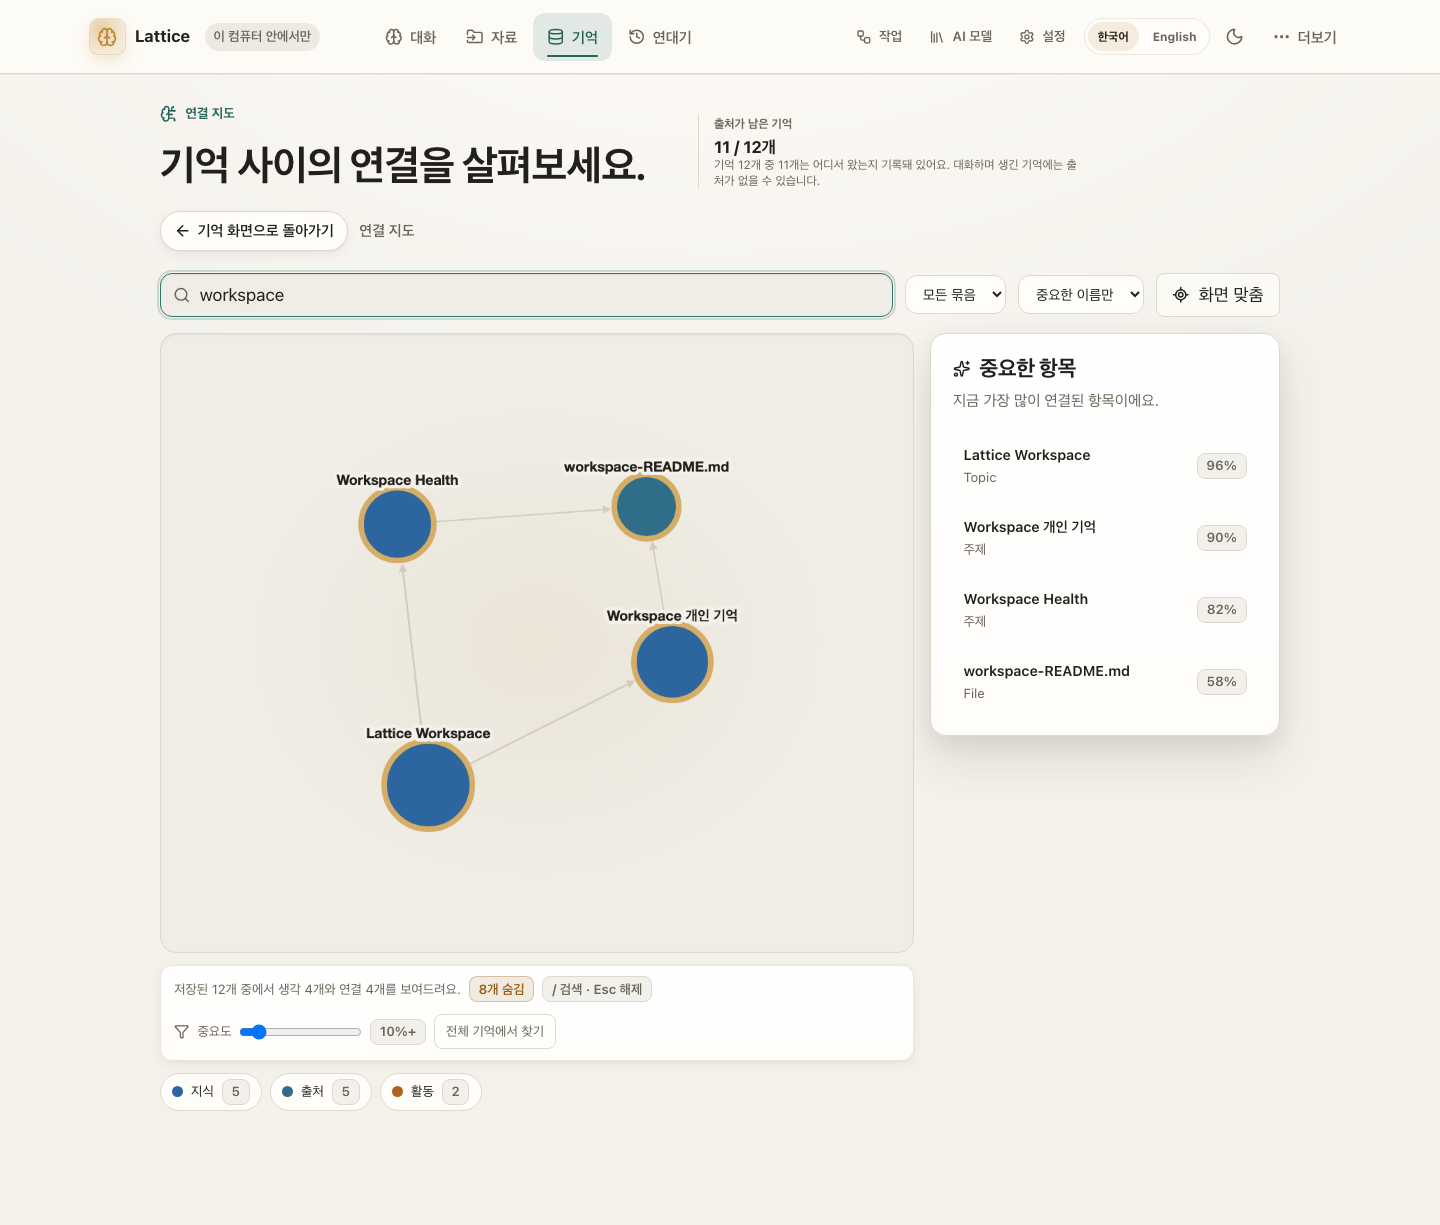 Lattice
이 컴퓨터 안에서만
대화
자료
기억
연대기
작업
AI 모델
설정
한국어
English
더보기
연결 지도
기억 사이의 연결을 살펴보세요.
출처가 남은 기억
11 / 12개
기억 12개 중 11개는 어디서 왔는지 기록돼 있어요. 대화하며 생긴 기억에는 출
처가 없을 수 있습니다.
기억 화면으로 돌아가기
연결 지도
workspace
모든 묶음
중요한 이름만
화면 맞춤
Workspace Health
workspace-README.md
Workspace 개인 기억
Lattice Workspace
중요한 항목
지금 가장 많이 연결된 항목이에요.
Lattice Workspace
Topic
96%
Workspace 개인 기억
주제
90%
Workspace Health
주제
82%
workspace-README.md
File
58%
저장된 12개 중에서 생각 4개와 연결 4개를 보여드려요.
8개 숨김
/ 검색 · Esc 해제
중요도
10%+
전체 기억에서 찾기
지식 5
출처 5
활동 2